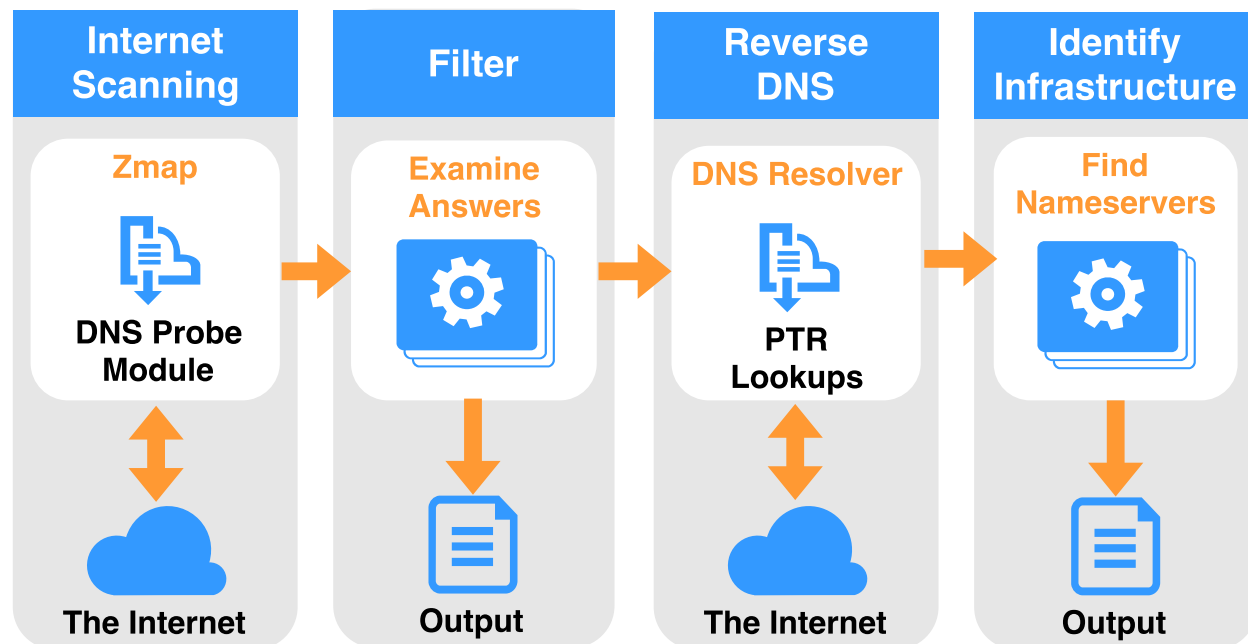 Internet
Scanning
Zmap
DNS Probe
Module
The Internet
Filter
Examine
Answers
Output
Reverse
DNS
DNS Resolver
PTR
Lookups
The Internet
Identify
Infrastructure
Find
Nameservers
Output